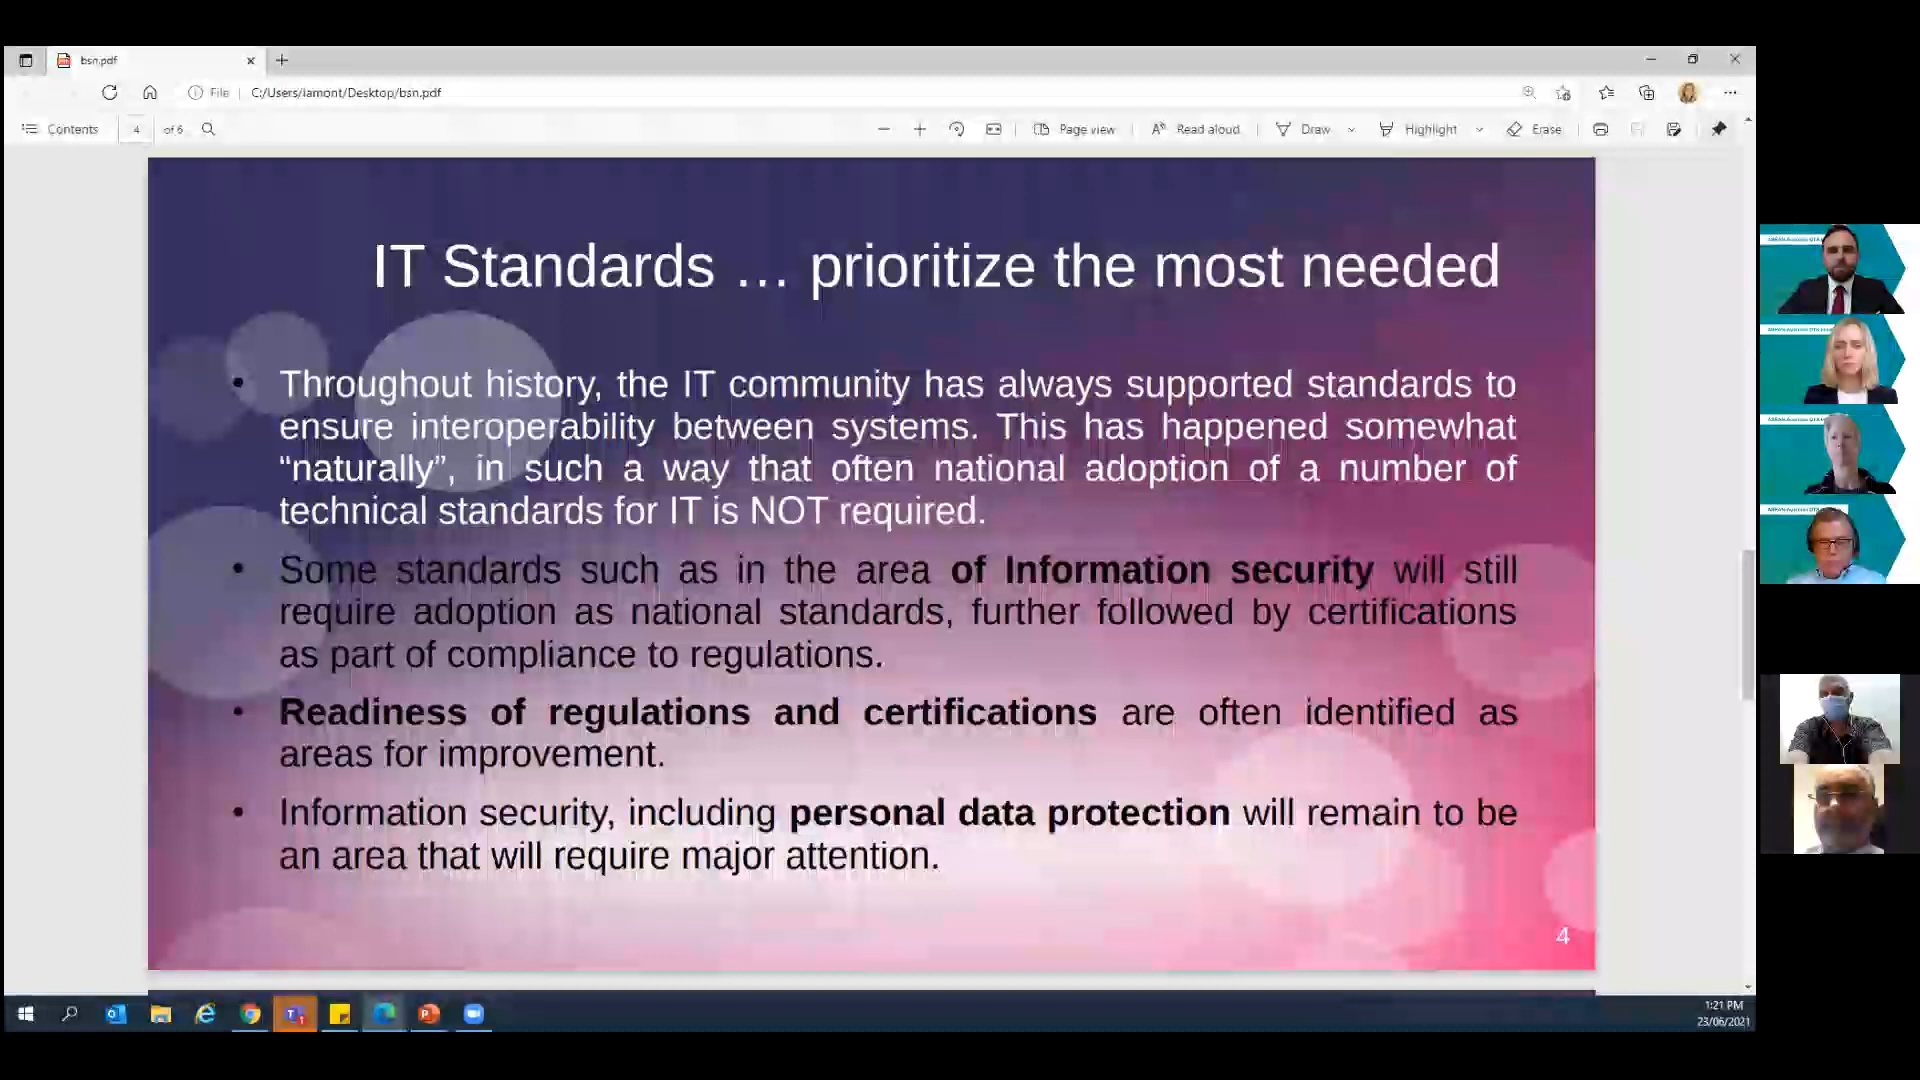 bsn.pdf
File
C:/Users/iamont/Desktop/bsn.pdf
Contents
4
of 6
Page view
Read aloud
Draw
Highlight
Erase
IT Standards … prioritize the most needed
• Throughout history, the IT community has always supported standards to
ensure interoperability between systems. This has happened somewhat
“naturally”, in such a way that often national adoption of a number of
technical standards for IT is NOT required.
• Some standards such as in the area of Information security will still
require adoption as national standards, further followed by certifications
as part of compliance to regulations.
• Readiness of regulations and certifications are often identified as
areas for improvement.
• Information security, including personal data protection will remain to be
an area that will require major attention.
4
1:21 PM
23/06/2021